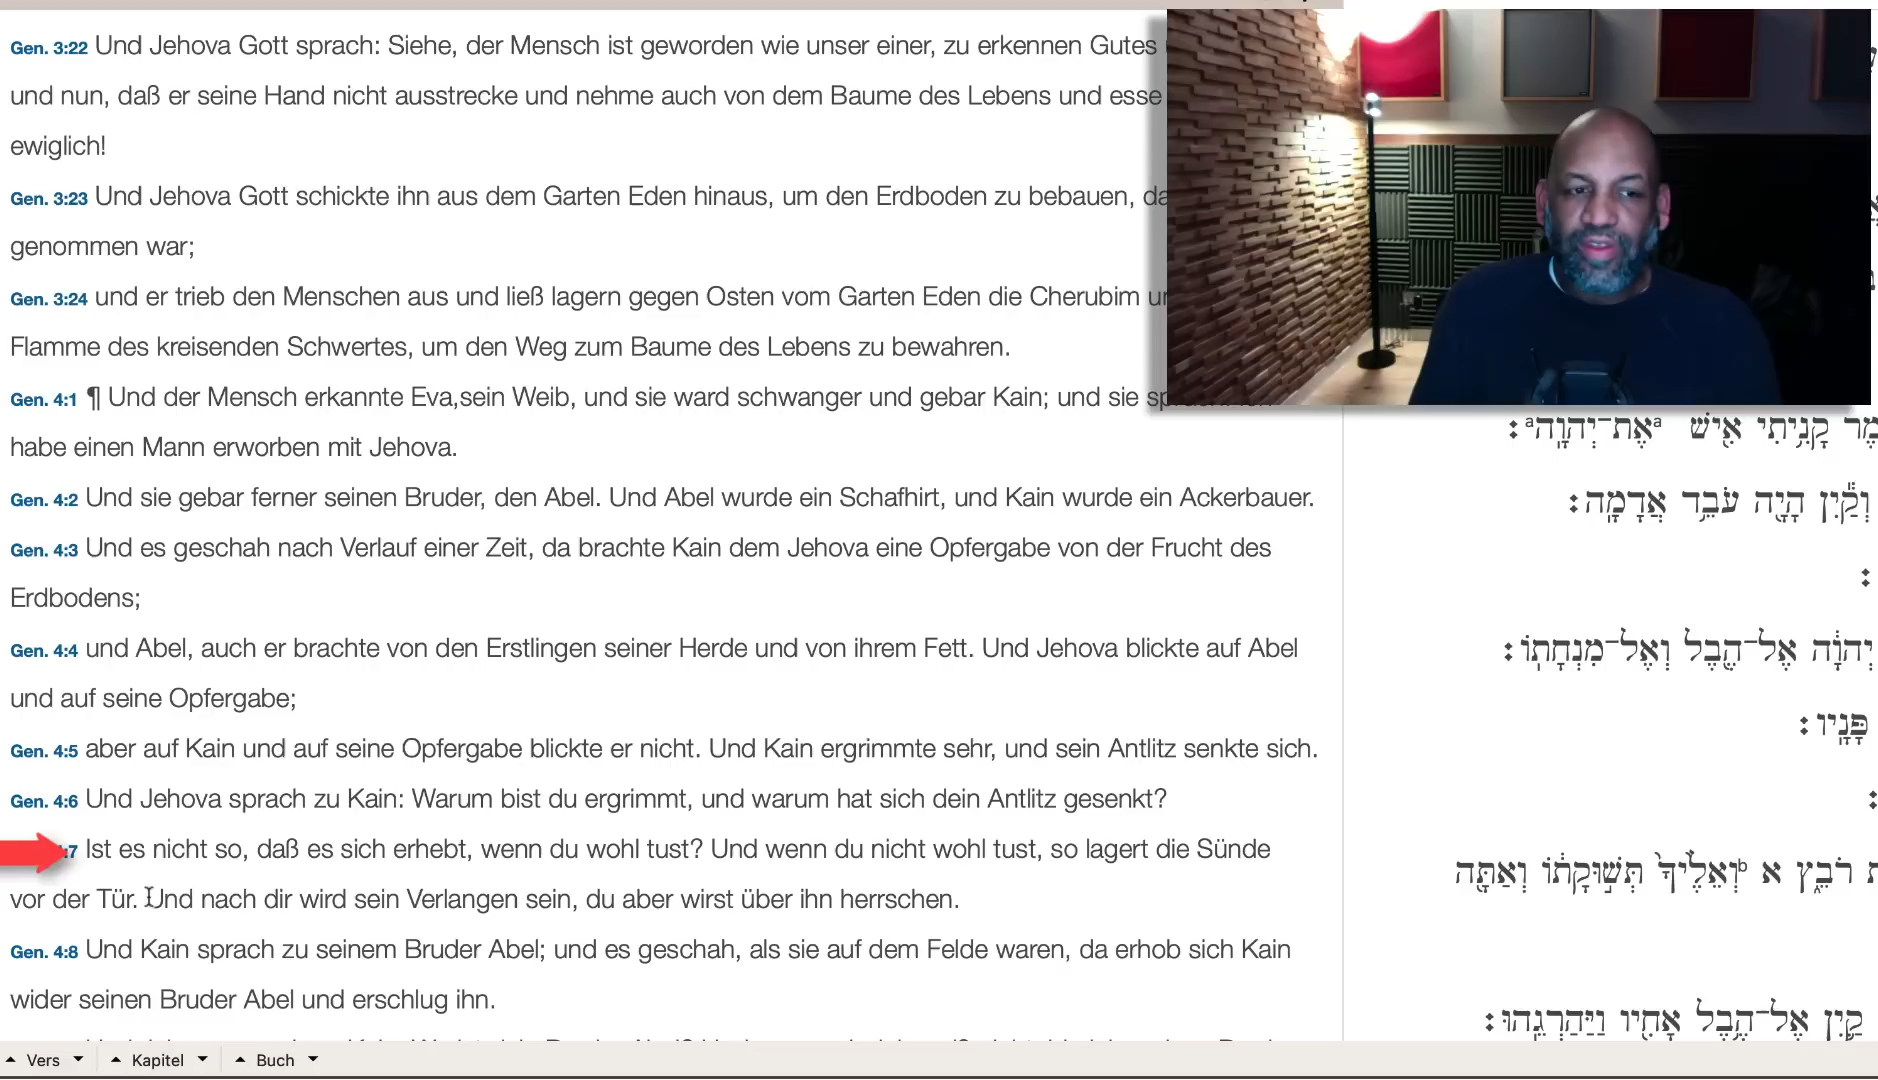 Gen. 3:22 Und Jehova Gott sprach: Siehe, der Mensch ist geworden wie unser einer, zu erkennen Gutes
und nun, daß er seine Hand nicht ausstrecke und nehme auch von dem Baume des Lebens und esse
ewiglich!
Gen. 3:23 Und Jehova Gott schickte ihn aus dem Garten Eden hinaus, um den Erdboden zu bebauen,
genommen war;
Gen. 3:24 und er trieb den Menschen aus und ließ lagern gegen Osten vom Garten Eden die Cherubim
Flamme des kreisenden Schwertes, um den Weg zum Baume des Lebens zu bewahren.
Gen. 4:1 ¶ Und der Mensch erkannte Eva,sein Weib, und sie ward schwanger und gebar Kain; und sie
habe einen Mann erworben mit Jehova.
Gen. 4:2 Und sie gebar ferner seinen Bruder, den Abel. Und Abel wurde ein Schafhirt, und Kain wurde ein Ackerbauer.
Gen. 4:3 Und es geschah nach Verlauf einer Zeit, da brachte Kain dem Jehova eine Opfergabe von der Frucht des
Erdbodens;
Gen. 4:4 und Abel, auch er brachte von den Erstlingen seiner Herde und von ihrem Fett. Und Jehova blickte auf Abel
und auf seine Opfergabe;
Gen. 4:5 aber auf Kain und auf seine Opfergabe blickte er nicht. Und Kain ergrimmte sehr, und sein Antlitz senkte sich.
Gen. 4:6 Und Jehova sprach zu Kain: Warum bist du ergrimmt, und warum hat sich dein Antlitz gesenkt?
:7 Ist es nicht so, daß es sich erhebt, wenn du wohl tust? Und wenn du nicht wohl tust, so lagert die Sünde
vor der Tür. Und nach dir wird sein Verlangen sein, du aber wirst über ihn herrschen.
Gen. 4:8 Und Kain sprach zu seinem Bruder Abel; und es geschah, als sie auf dem Felde waren, da erhob sich Kain
wider seinen Bruder Abel und erschlug ihn.
קָנִ֥יתִי אִ֖ישׁ ᵃאֶת־יְהוָֽהᵃ׃
וְקַ֕יִן הָיָ֖ה עֹבֵ֥ד אֲדָמָֽה׃
יְהוָ֔ה אֶל־הֶ֖בֶל וְאֶל־מִנְחָתֽוֹ׃
פָּנָֽיו׃
רֹבֵ֑ץ א ᵇוְאֵלֶ֙יךָ֙ תְּשׁ֣וּקָת֔וֹ וְאַתָּ֖ה
קַ֛יִן אֶל־הֶ֥בֶל אָחִ֖יו וַיַּהַרְגֵֽהוּ׃
Vers Kapitel Buch